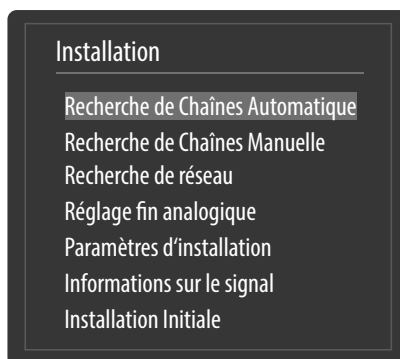 Installation
Recherche de Chaînes Automatique
Recherche de Chaînes Manuelle
Recherche de réseau
Réglage fin analogique
Paramètres d‘installation
Informations sur le signal
Installation Initiale